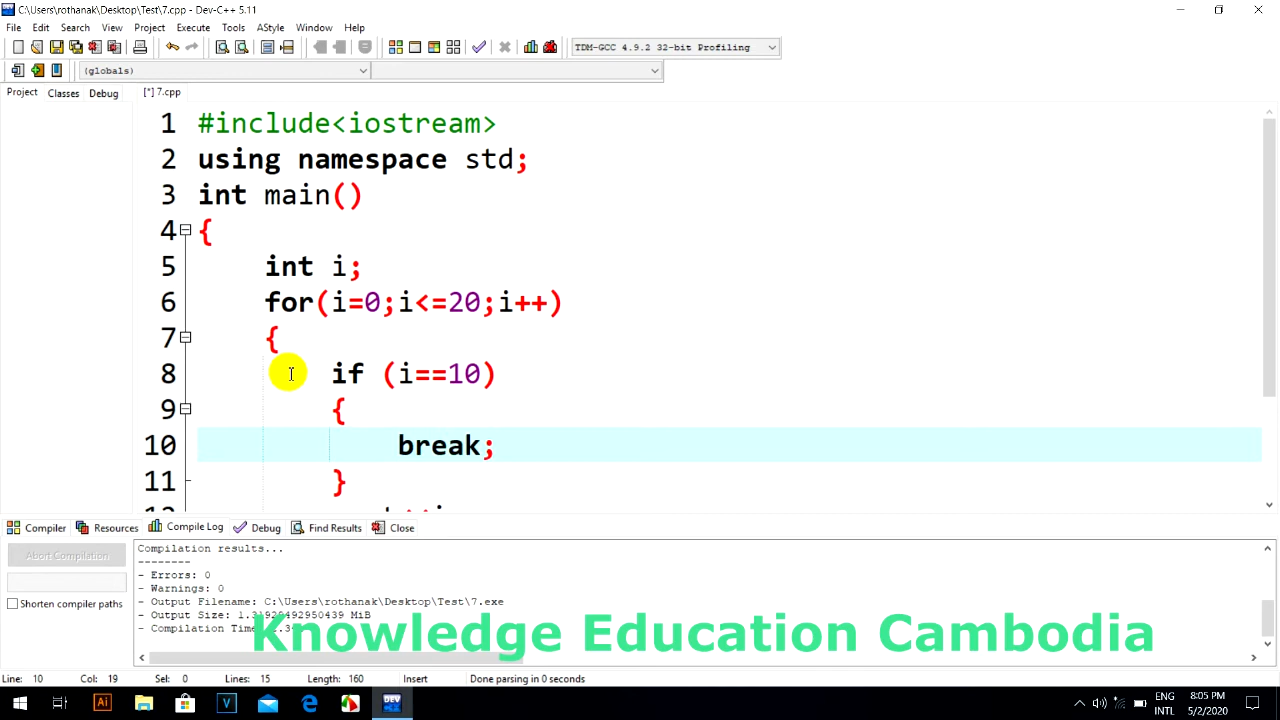 C:\Users\rothanak\Desktop\Test\7.cpp - Dev-C++ 5.11
File Edit Search View Project Execute Tools AStyle Window Help
TDM-GCC 4.9.2 32-bit Profiling
(globals)
Project Classes Debug [*] 7.cpp
1 #include<iostream>
2 using namespace std;
3 int main()
4 {
5 int i;
6 for(i=0;i<=20;i++)
7 {
8 if (i==10)
9 {
10 break;
11 }
Compiler Resources Compile Log Debug Find Results Close
Abort Compilation
Shorten compiler paths
Compilation results...
--------
- Errors: 0
- Warnings: 0
- Output Filename: C:\Users\rothanak\Desktop\Test\7.exe
- Output Size: MiB
- Compilation
Knowledge Education Cambodia
Line: 10 Col: 19 Sel: 0 Lines: 15 Length: 160 Insert Done parsing in 0 seconds
Ai V DEV
ENG
INTL
8:05 PM
5/2/2020